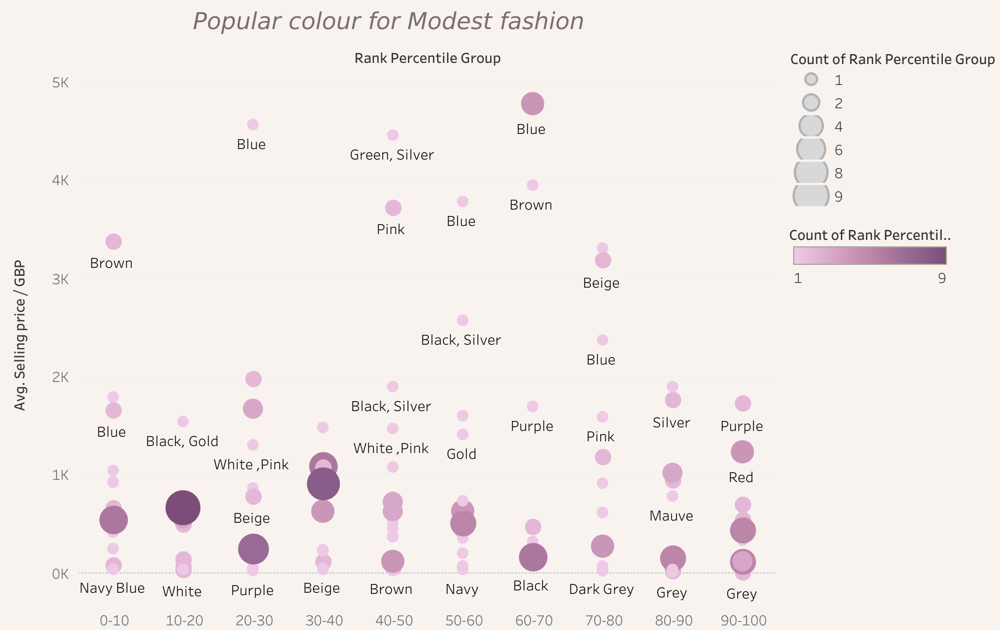 Popular colour for Modest fashion
Rank Percentile Group
Count of Rank Percentile Group
1
2
4
6
8
9
Count of Rank Percentil..
1 9
Avg. Selling price / GBP
5K
4K
3K
2K
1K
0K
Blue
Blue
Green, Silver
Brown
Blue
Pink
Brown
Beige
Black, Silver
Blue
Black, Silver
Silver
Purple
Purple
Blue
Pink
Black, Gold
White ,Pink
Gold
White ,Pink
Red
Mauve
Beige
Navy Blue
White
Purple
Beige
Brown
Navy
Black
Dark Grey
Grey
Grey
0-10 10-20 20-30 30-40 40-50 50-60 60-70 70-80 80-90 90-100